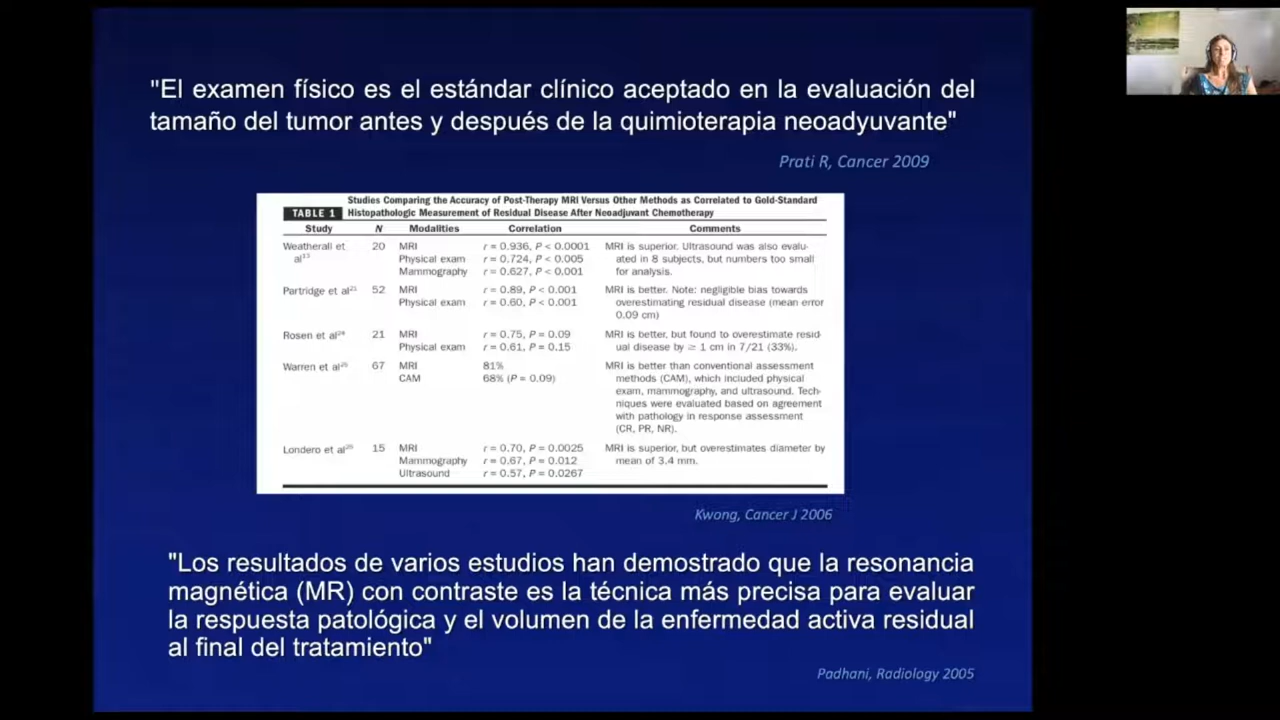 "El examen físico es el estándar clínico aceptado en la evaluación del
tamaño del tumor antes y después de la quimioterapia neoadyuvante"
Prati R, Cancer 2009
TABLE 1 Studies Comparing the Accuracy of Post-Therapy MRI Versus Other Methods as Correlated to Gold-Standard
Histopathologic Measurement of Residual Disease After Neoadjuvant Chemotherapy
Study N Modalities Correlation Comments
Weatherall et 20 MRI r = 0.936, P < 0.0001 MRI is superior. Ultrasound was also evalu-
al Physical exam r = 0.724, P < 0.005 ated in 8 subjects, but numbers too small
Mammography r = 0.627, P < 0.001 for analysis.
Partridge et al 52 MRI r = 0.89, P < 0.001 MRI is better. Note: negligible bias towards
Physical exam r = 0.60, P < 0.001 overestimating residual disease (mean error
0.09 cm)
Rosen et al 21 MRI r = 0.75, P = 0.09 MRI is better, but found to overestimate resid-
Physical exam r = 0.61, P = 0.15 ual disease by ≥ 1 cm in 7/21 (33%).
Warren et al 67 MRI 81% MRI is better than conventional assessment
CAM 68% (P = 0.09) methods (CAM), which included physical
exam, mammography, and ultrasound. Tech-
niques were evaluated based on agreement
with pathology in response assessment
(CR, PR, NR).
Londero et al 15 MRI r = 0.70, P = 0.0025 MRI is superior, but overestimates diameter by
Mammography r = 0.67, P = 0.012 mean of 3.4 mm.
Ultrasound r = 0.57, P = 0.0267
Kwong, Cancer J 2006
"Los resultados de varios estudios han demostrado que la resonancia
magnética (MR) con contraste es la técnica más precisa para evaluar
la respuesta patológica y el volumen de la enfermedad activa residual
al final del tratamiento"
Padhani, Radiology 2005